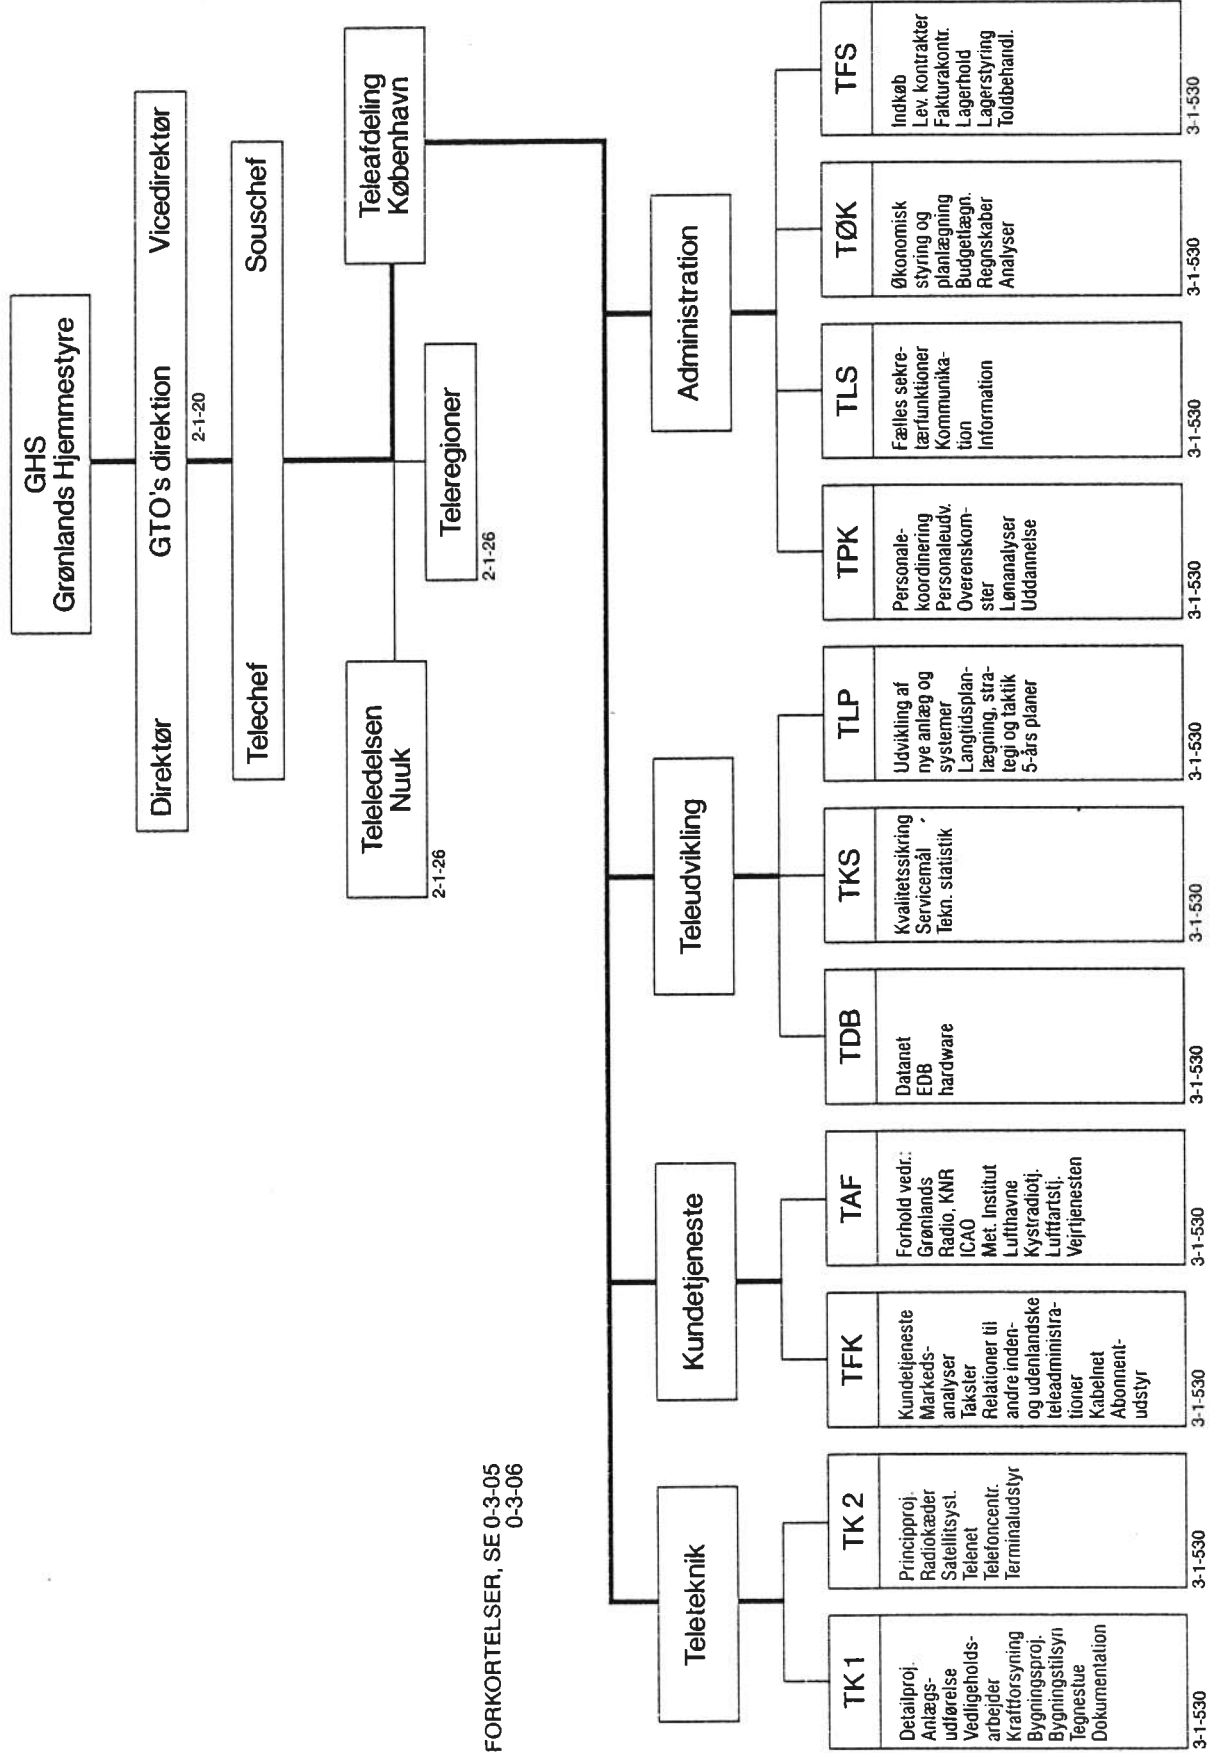 GHS
Grønlands Hjemmestyre
Direktør GTO's direktion Vicedirektør
2-1-20
Telechef Souschef
Teleledelsen
Nuuk
2-1-26
Teleregioner
2-1-26
Teleafdeling
København
FORKORTELSER, SE 0-3-05
0-3-06
Teleteknik
Kundetjeneste
Teleudvikling
Administration
TK 1
Detailproj.
Anlægs-
udførelse
Vedligeholds-
arbejder
Kraftforsyning
Bygningsproj.
Bygningstilsyn
Tegnestue
Dokumentation
3-1-530
TK 2
Principproj.
Radiokæder
Satellitsyst.
Telenet
Telefoncentr.
Terminaludstyr
3-1-530
TFK
Kundetjeneste
Markeds-
analyser
Takster
Relationer til
andre inden-
og udenlandske
teleadministra-
tioner
Kabelnet
Abonnent-
udstyr
3-1-530
TAF
Forhold vedr.:
Grønlands
Radio, KNR
ICAO
Met. Institut
Lufthavne
Kystradiotj.
Luftfartstj.
Vejrtjenesten
3-1-530
TDB
Datanet
EDB
hardware
3-1-530
TKS
Kvalitetssikring
Servicemål
Tekn. statistik
3-1-530
TLP
Udvikling af
nye anlæg og
systemer
Langtidsplan-
lægning, stra-
tegi og taktik
5-års planer
3-1-530
TPK
Personale-
koordinering
Personaleudv.
Overenskom-
ster
Lønanalyser
Uddannelse
3-1-530
TLS
Fælles sekre-
tærfunktioner
Kommunika-
tion
Information
3-1-530
TØK
Økonomisk
styring og
planlægning
Budgetlægn.
Regnskaber
Analyser
3-1-530
TFS
Indkøb
Lev. kontrakter
Fakturakontr.
Lagerhold
Lagerstyring
Toldbehandl.
3-1-530